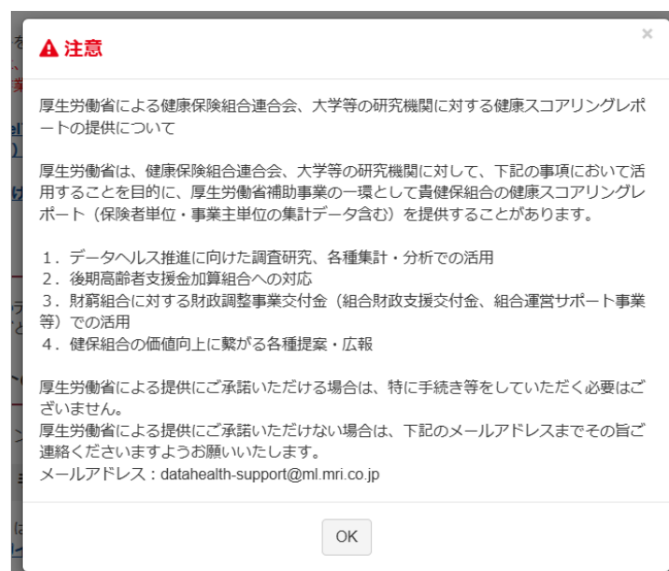 注意
×
厚生労働省による健康保険組合連合会、大学等の研究機関に対する健康スコアリングレポ
ートの提供について
厚生労働省は、健康保険組合連合会、大学等の研究機関に対して、下記の事項において活
用することを目的に、厚生労働省補助事業の一環として貴健保組合の健康スコアリングレ
ポート（保険者単位・事業主単位の集計データ含む）を提供することがあります。
１．データヘルス推進に向けた調査研究、各種集計・分析での活用
２．後期高齢者支援金加算組合への対応
３．財窮組合に対する財政調整事業交付金（組合財政支援交付金、組合運営サポート事業
等）での活用
４．健保組合の価値向上に繋がる各種提案・広報
厚生労働省による提供にご承諾いただける場合は、特に手続き等をしていただく必要はご
ざいません。
厚生労働省による提供にご承諾いただけない場合は、下記のメールアドレスまでその旨ご
連絡くださいますようお願いいたします。
メールアドレス：datahealth-support@ml.mri.co.jp
OK